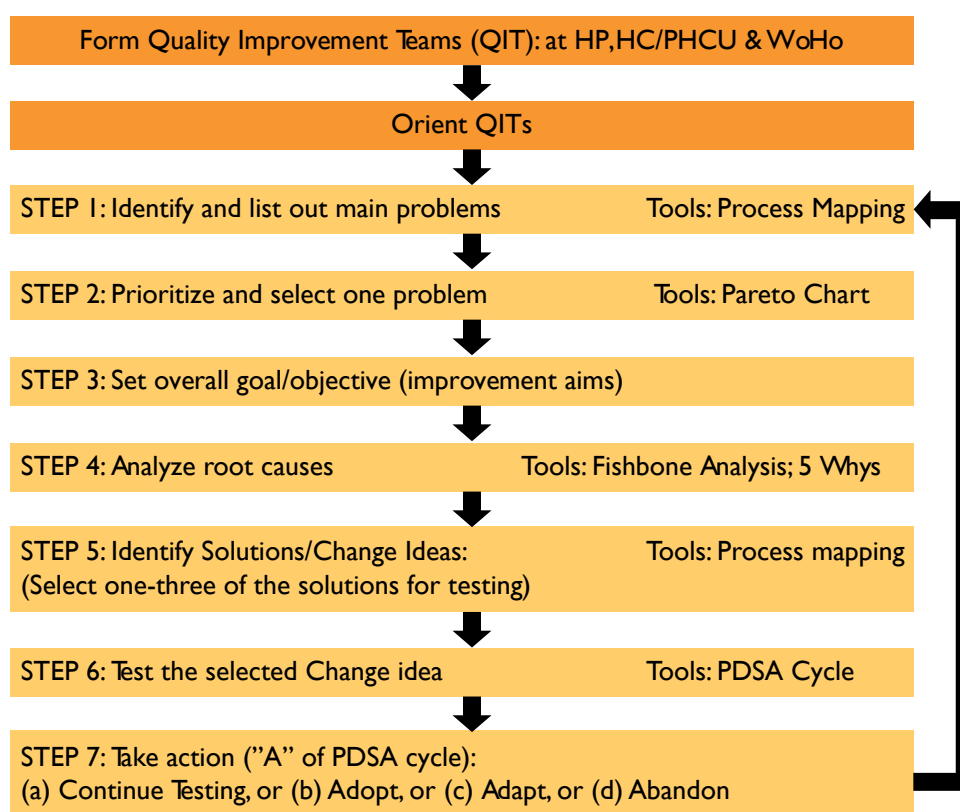 Form Quality Improvement Teams (QIT): at HP, HC/PHCU & WoHo
Orient QITs
STEP 1: Identify and list out main problems Tools: Process Mapping
STEP 2: Prioritize and select one problem Tools: Pareto Chart
STEP 3: Set overall goal/objective (improvement aims)
STEP 4: Analyze root causes Tools: Fishbone Analysis; 5 Whys
STEP 5: Identify Solutions/Change Ideas: Tools: Process mapping
(Select one-three of the solutions for testing)
STEP 6: Test the selected Change idea Tools: PDSA Cycle
STEP 7: Take action (”A” of PDSA cycle):
(a) Continue Testing, or (b) Adopt, or (c) Adapt, or (d) Abandon